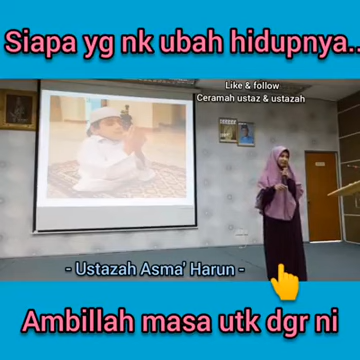 Siapa yg nk ubah hidupnya..
Like & follow
Ceramah ustaz & ustazah
- Ustazah Asma' Harun -
Ambillah masa utk dgr ni